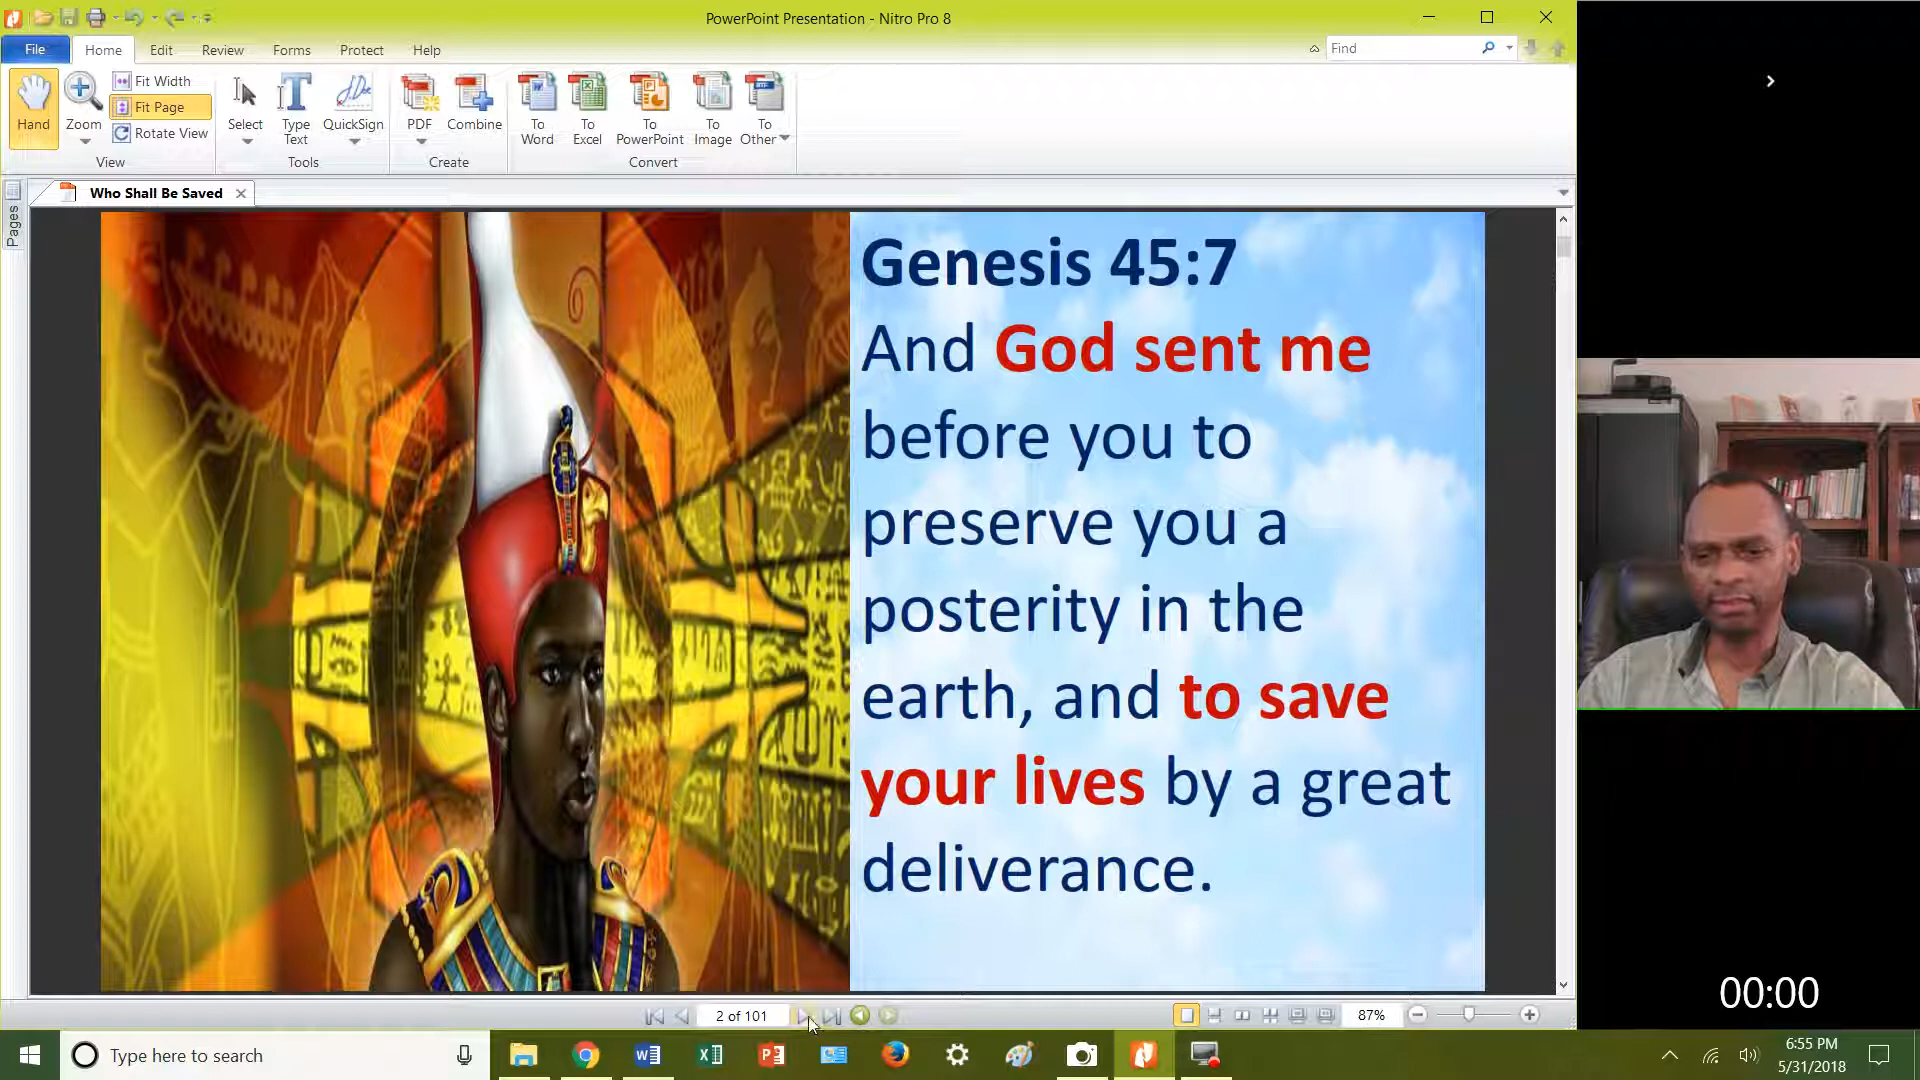 PowerPoint Presentation - Nitro Pro 8
File
Home
Edit
Review
Forms
Protect
Help
Find
Hand
Zoom
Fit Width
Fit Page
Rotate View
View
Select
Type
Text
QuickSign
Tools
PDF
Combine
Create
To
Word
To
Excel
To
PowerPoint
To
Image
To
Other
Convert
Pages
Who Shall Be Saved
Genesis 45:7
And God sent me
before you to
preserve you a
posterity in the
earth, and to save
your lives by a great
deliverance.
00:00
2 of 101
87%
Type here to search
6:55 PM
5/31/2018